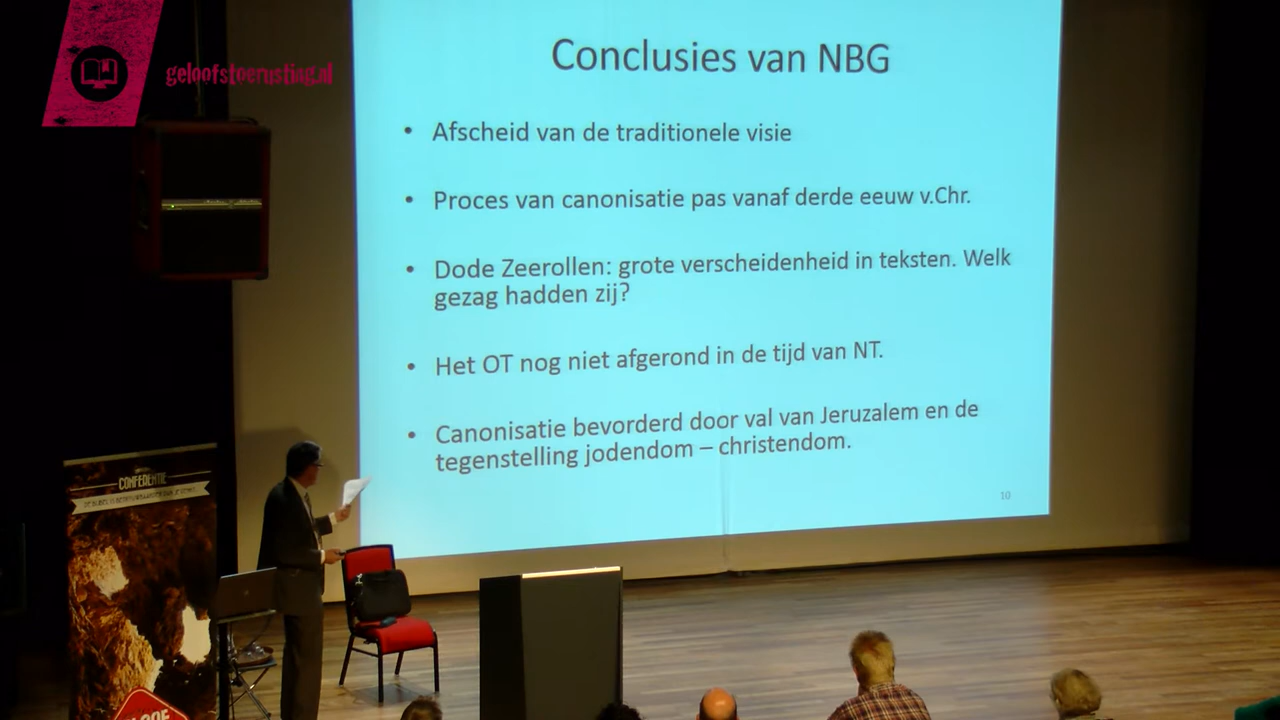 geloofstoerusting.nl
Conclusies van NBG
• Afscheid van de traditionele visie
• Proces van canonisatie pas vanaf derde eeuw v.Chr.
• Dode Zeerollen: grote verscheidenheid in teksten. Welk
gezag hadden zij?
• Het OT nog niet afgerond in de tijd van NT.
• Canonisatie bevorderd door val van Jeruzalem en de
tegenstelling jodendom – christendom.
10
CONFERENTIE